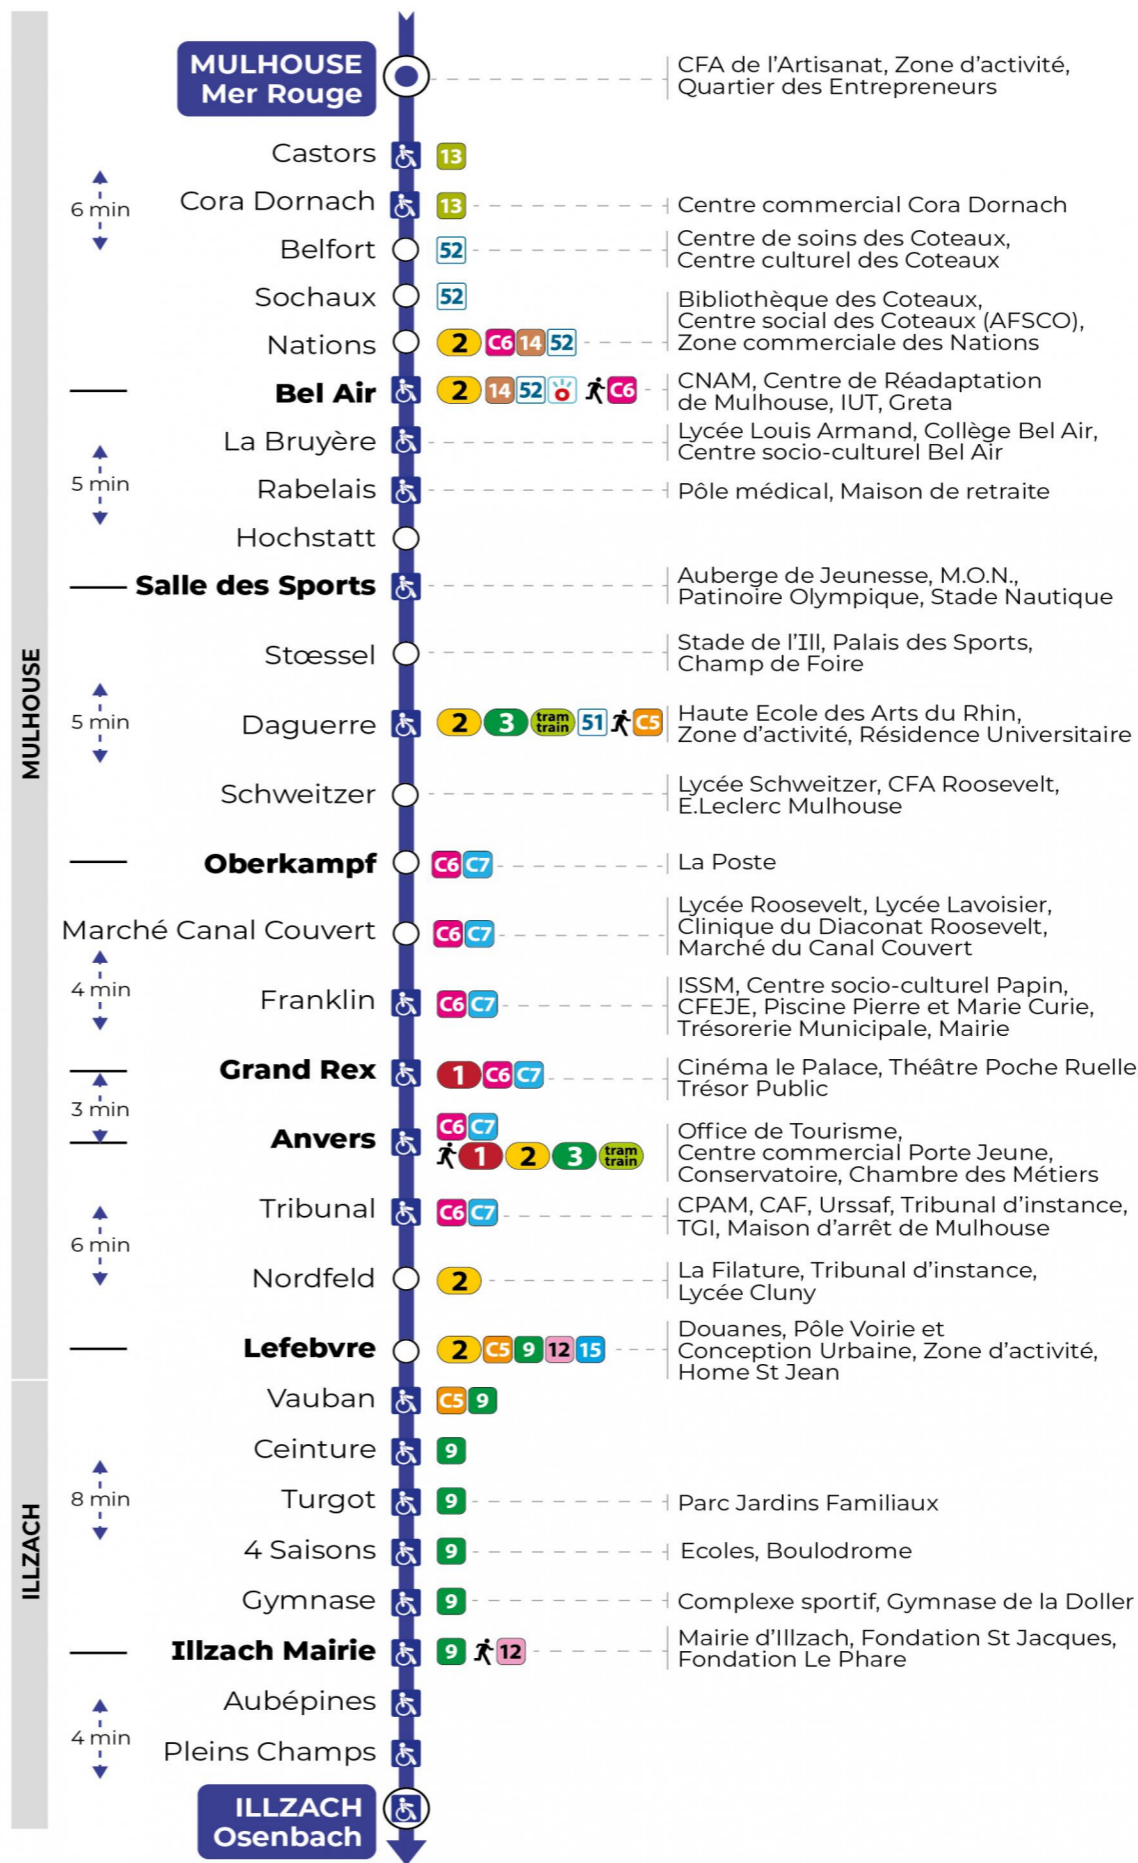 MULHOUSE
Mer Rouge
CFA de l'Artisanat, Zone d'activité,
Quartier des Entrepreneurs
Castors 13
6 min
Cora Dornach 13 Centre commercial Cora Dornach
Belfort 52
Centre de soins des Coteaux,
Centre culturel des Coteaux
Sochaux 52
Nations 2 C6 14 52
Bibliothèque des Coteaux,
Centre social des Coteaux (AFSCO),
Zone commerciale des Nations
Bel Air 2 14 52 C6
CNAM, Centre de Réadaptation
de Mulhouse, IUT, Greta
La Bruyère
Lycée Louis Armand, Collège Bel Air,
Centre socio-culturel Bel Air
5 min
Rabelais Pôle médical, Maison de retraite
Hochstatt
Salle des Sports
Auberge de Jeunesse, M.O.N.,
Patinoire Olympique, Stade Nautique
Stœssel
Stade de l'Ill, Palais des Sports,
Champ de Foire
MULHOUSE
5 min
Daguerre 2 3 tram train 51 C5
Haute Ecole des Arts du Rhin,
Zone d'activité, Résidence Universitaire
Schweitzer
Lycée Schweitzer, CFA Roosevelt,
E.Leclerc Mulhouse
Oberkampf C6 C7 La Poste
Marché Canal Couvert C6 C7
Lycée Roosevelt, Lycée Lavoisier,
Clinique du Diaconat Roosevelt,
Marché du Canal Couvert
4 min
Franklin C6 C7
ISSM, Centre socio-culturel Papin,
CFEJE, Piscine Pierre et Marie Curie,
Trésorerie Municipale, Mairie
Grand Rex 1 C6 C7
Cinéma le Palace, Théâtre Poche Ruelle
Trésor Public
3 min
Anvers C6 C7
1 2 3 tram train
Office de Tourisme,
Centre commercial Porte Jeune,
Conservatoire, Chambre des Métiers
Tribunal C6 C7
CPAM, CAF, Urssaf, Tribunal d'instance,
TGI, Maison d'arrêt de Mulhouse
6 min
Nordfeld 2
La Filature, Tribunal d'instance,
Lycée Cluny
Lefebvre 2 C5 9 12 15
Douanes, Pôle Voirie et
Conception Urbaine, Zone d'activité,
Home St Jean
Vauban C5 9
Ceinture 9
8 min
Turgot 9 Parc Jardins Familiaux
ILLZACH
4 Saisons 9 Ecoles, Boulodrome
Gymnase 9 Complexe sportif, Gymnase de la Doller
Illzach Mairie 9 12
Mairie d'Illzach, Fondation St Jacques,
Fondation Le Phare
Aubépines
4 min
Pleins Champs
ILLZACH
Osenbach